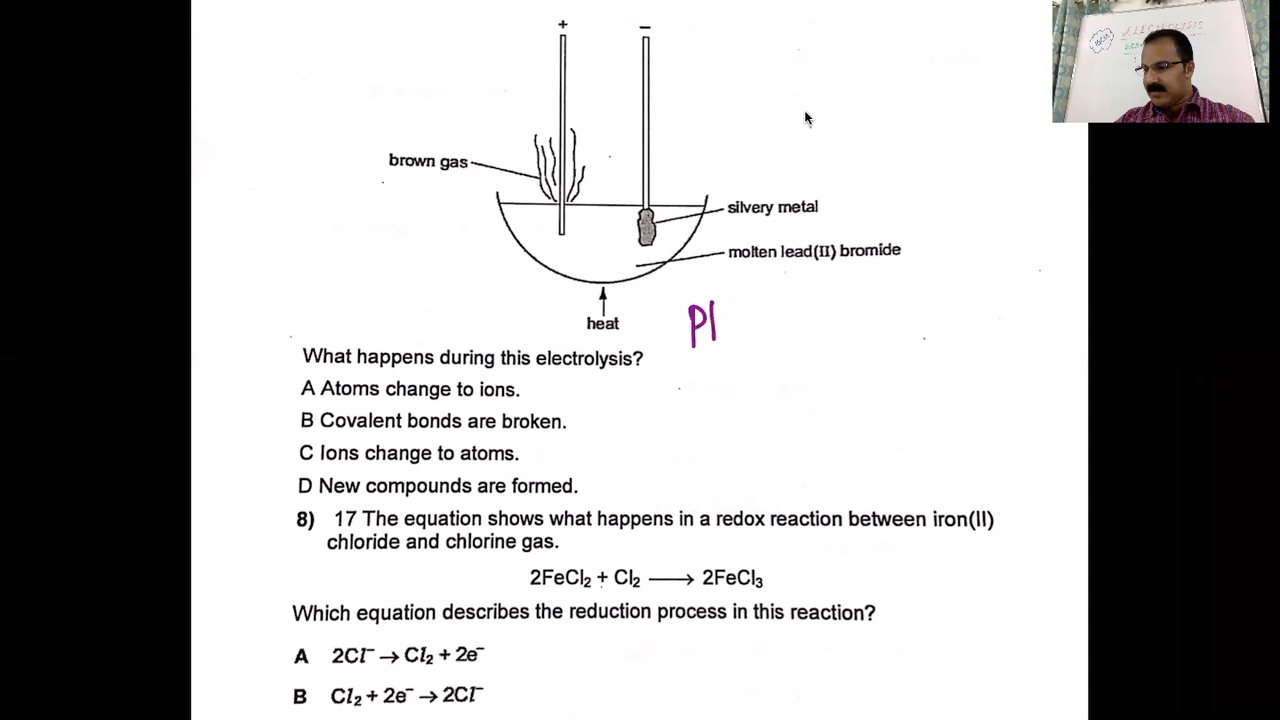 + −
ELECTROLYSIS
brown gas
silvery metal
molten lead(II) bromide
heat
Pl
What happens during this electrolysis?
A Atoms change to ions.
B Covalent bonds are broken.
C Ions change to atoms.
D New compounds are formed.
8) 17 The equation shows what happens in a redox reaction between iron(II)
chloride and chlorine gas.
2FeCl₂ + Cl₂ ⟶ 2FeCl₃
Which equation describes the reduction process in this reaction?
A 2Cl⁻ → Cl₂ + 2e⁻
B Cl₂ + 2e⁻ → 2Cl⁻